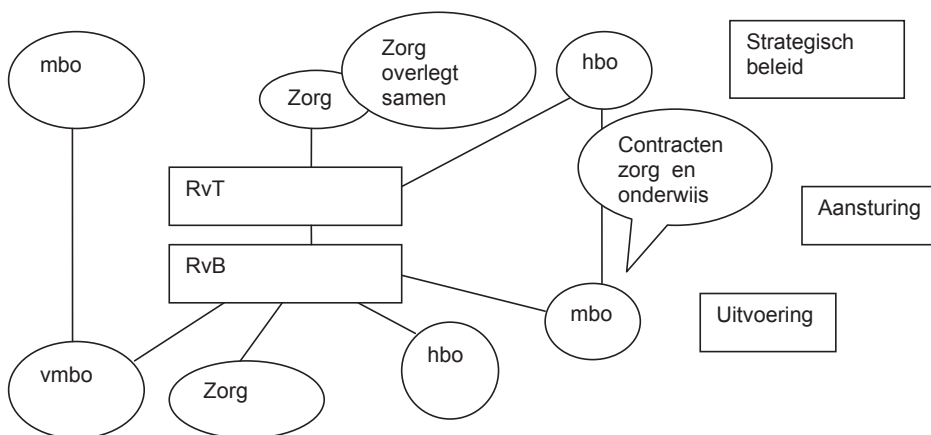 mbo
Zorg
Zorg
overlegt
samen
hbo
Strategisch
beleid
Contracten
zorg en
onderwijs
RvT
Aansturing
RvB
mbo
Uitvoering
vmbo
Zorg
hbo